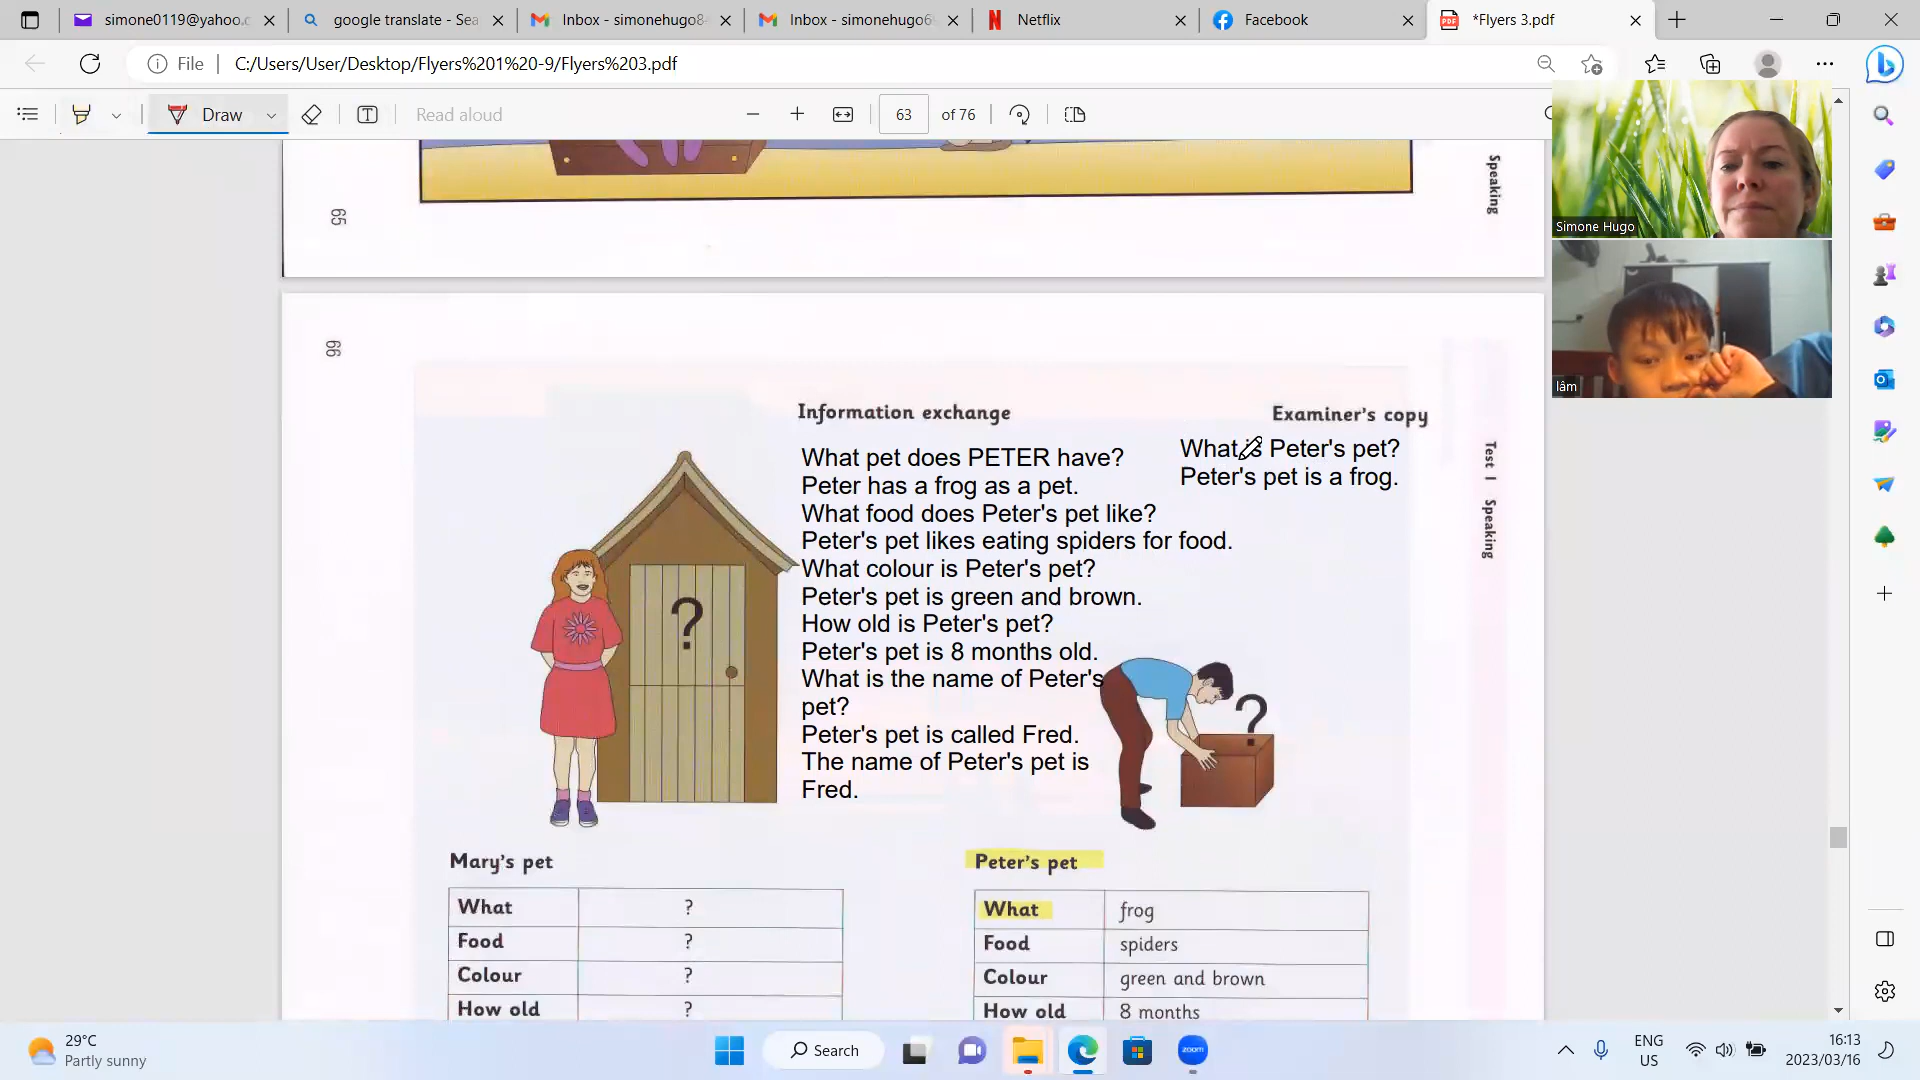 simone0119@yahoo.c
google translate - Sea
Inbox - simonehugo8
Inbox - simonehugo6
Netflix
Facebook
*Flyers 3.pdf
File
C:/Users/User/Desktop/Flyers%201%20-9/Flyers%203.pdf
Draw
Read aloud
63
of 76
Speaking
65
Simone Hugo
lâm
66
Information exchange
Examiner's copy
What pet does PETER have?
Peter has a frog as a pet.
What food does Peter's pet like?
Peter's pet likes eating spiders for food.
What colour is Peter's pet?
Peter's pet is green and brown.
How old is Peter's pet?
Peter's pet is 8 months old.
What is the name of Peter's
pet?
Peter's pet is called Fred.
The name of Peter's pet is
Fred.
What is Peter's pet?
Peter's pet is a frog.
Test 1 Speaking
?
?
Mary's pet
What ?
Food ?
Colour ?
How old ?
Peter's pet
What frog
Food spiders
Colour green and brown
How old 8 months
29°C
Partly sunny
Search
zoom
ENG
US
16:13
2023/03/16